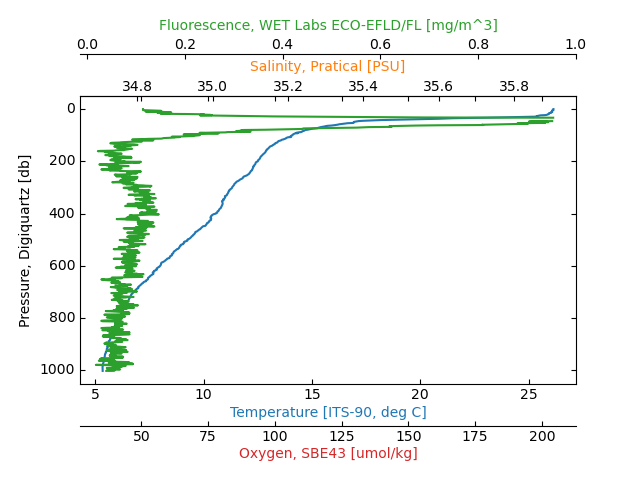 Fluorescence, WET Labs ECO-EFLD/FL [mg/m^3]
0.0 0.2 0.4 0.6 0.8 1.0
Salinity, Pratical [PSU]
34.8 35.0 35.2 35.4 35.6 35.8
Pressure, Digiquartz [db]
0
200
400
600
800
1000
5 10 15 20 25
Temperature [ITS-90, deg C]
50 75 100 125 150 175 200
Oxygen, SBE43 [umol/kg]